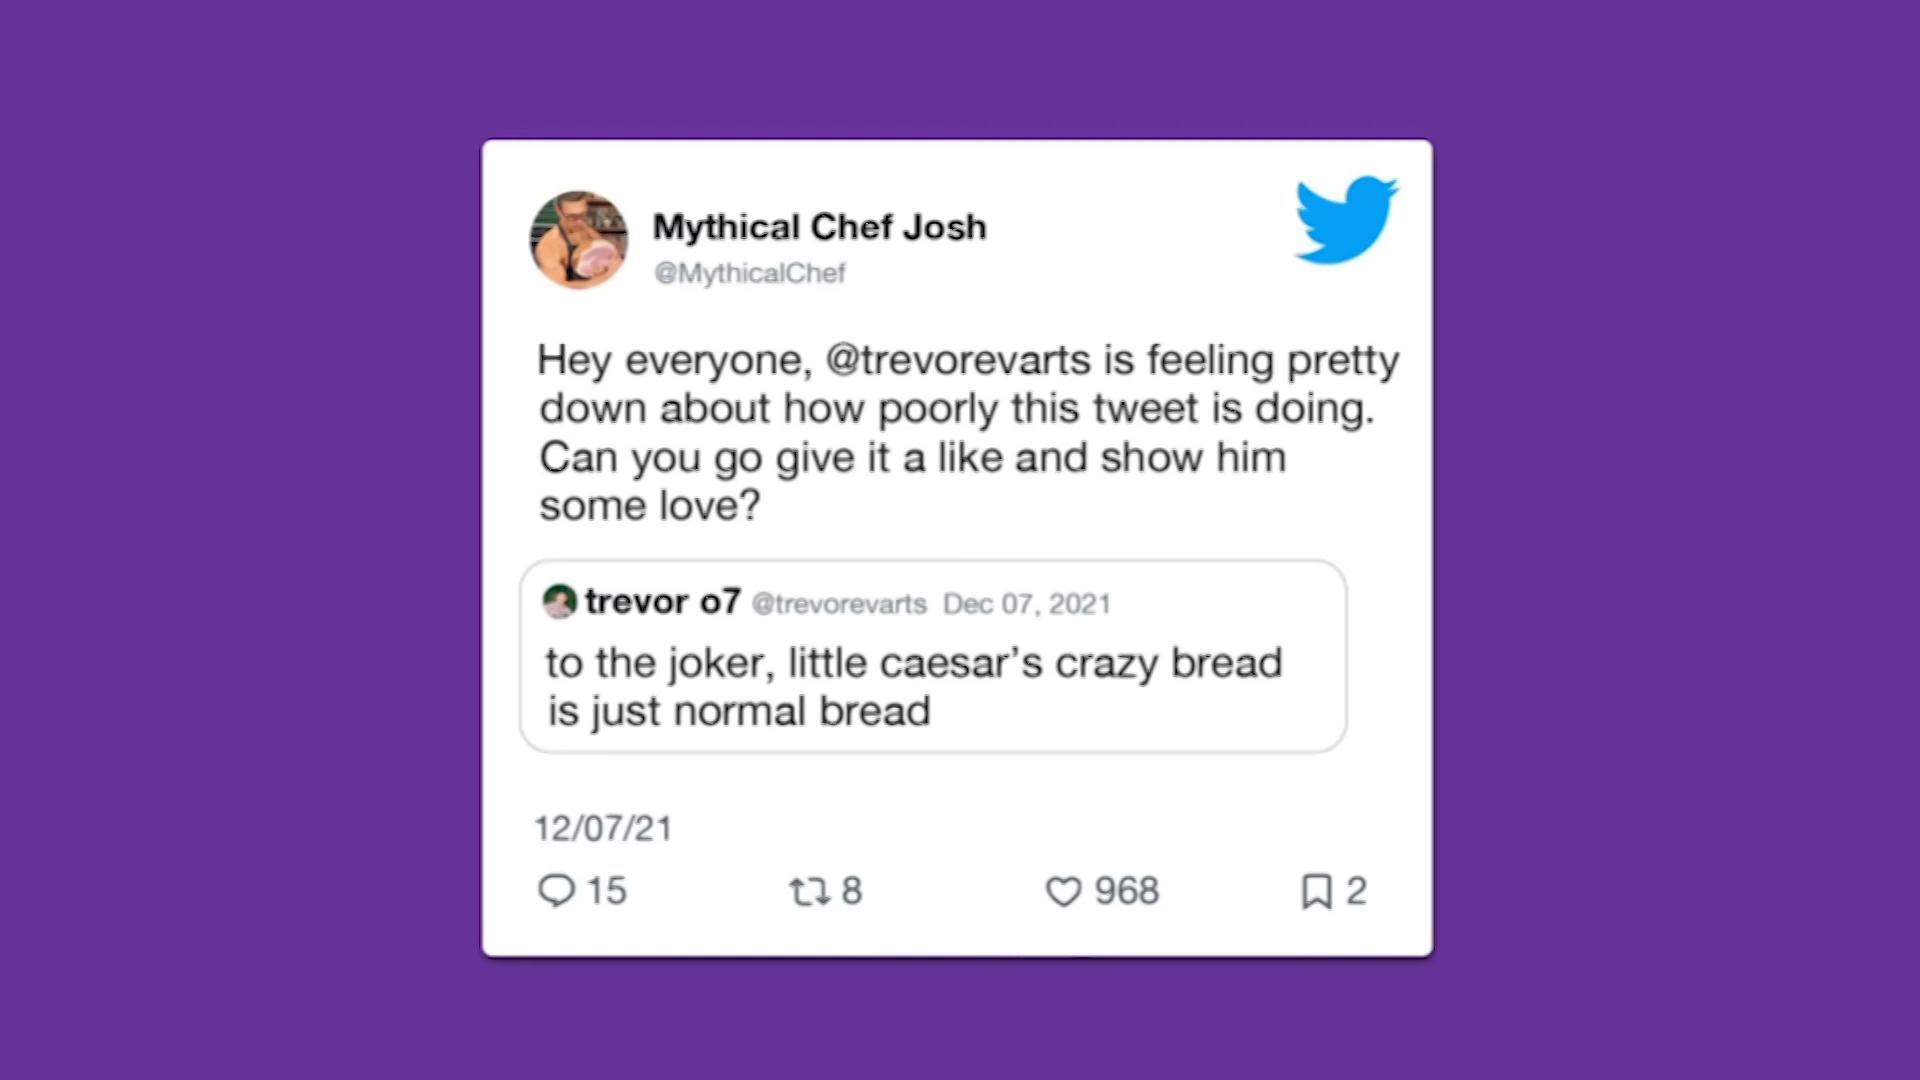 Mythical Chef Josh
@MythicalChef
Hey everyone, @trevorevarts is feeling pretty
down about how poorly this tweet is doing.
Can you go give it a like and show him
some love?
trevor o7 @trevorevarts Dec 07, 2021
to the joker, little caesar’s crazy bread
is just normal bread
12/07/21
15 8 968 2